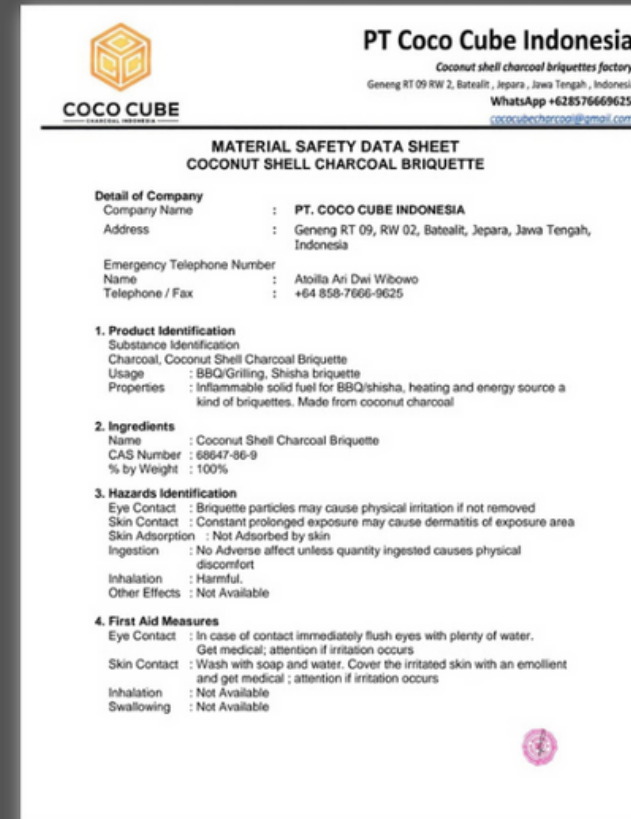 COCO CUBE
CHARCOAL INDONESIA
PT Coco Cube Indonesia
Coconut shell charcoal briquettes factory
Geneng RT 09 RW 2, Batealit , Jepara , Jawa Tengah , Indonesi
WhatsApp +628576669625
cococubecharcoal@gmail.com
MATERIAL SAFETY DATA SHEET
COCONUT SHELL CHARCOAL BRIQUETTE
Detail of Company
Company Name : PT. COCO CUBE INDONESIA
Address : Geneng RT 09, RW 02, Batealit, Jepara, Jawa Tengah,
Indonesia
Emergency Telephone Number
Name : Atoilla Ari Dwi Wibowo
Telephone / Fax : +64 858-7666-9625
1. Product Identification
Substance Identification
Charcoal, Coconut Shell Charcoal Briquette
Usage : BBQ/Grilling, Shisha briquette
Properties : Inflammable solid fuel for BBQ/shisha, heating and energy source a
kind of briquettes. Made from coconut charcoal
2. Ingredients
Name : Coconut Shell Charcoal Briquette
CAS Number : 68647-86-9
% by Weight : 100%
3. Hazards Identification
Eye Contact : Briquette particles may cause physical irritation if not removed
Skin Contact : Constant prolonged exposure may cause dermatitis of exposure area
Skin Adsorption : Not Adsorbed by skin
Ingestion : No Adverse affect unless quantity ingested causes physical
discomfort
Inhalation : Harmful.
Other Effects : Not Available
4. First Aid Measures
Eye Contact : In case of contact immediately flush eyes with plenty of water.
Get medical; attention if irritation occurs
Skin Contact : Wash with soap and water. Cover the irritated skin with an emollient
and get medical ; attention if irritation occurs
Inhalation : Not Available
Swallowing : Not Available